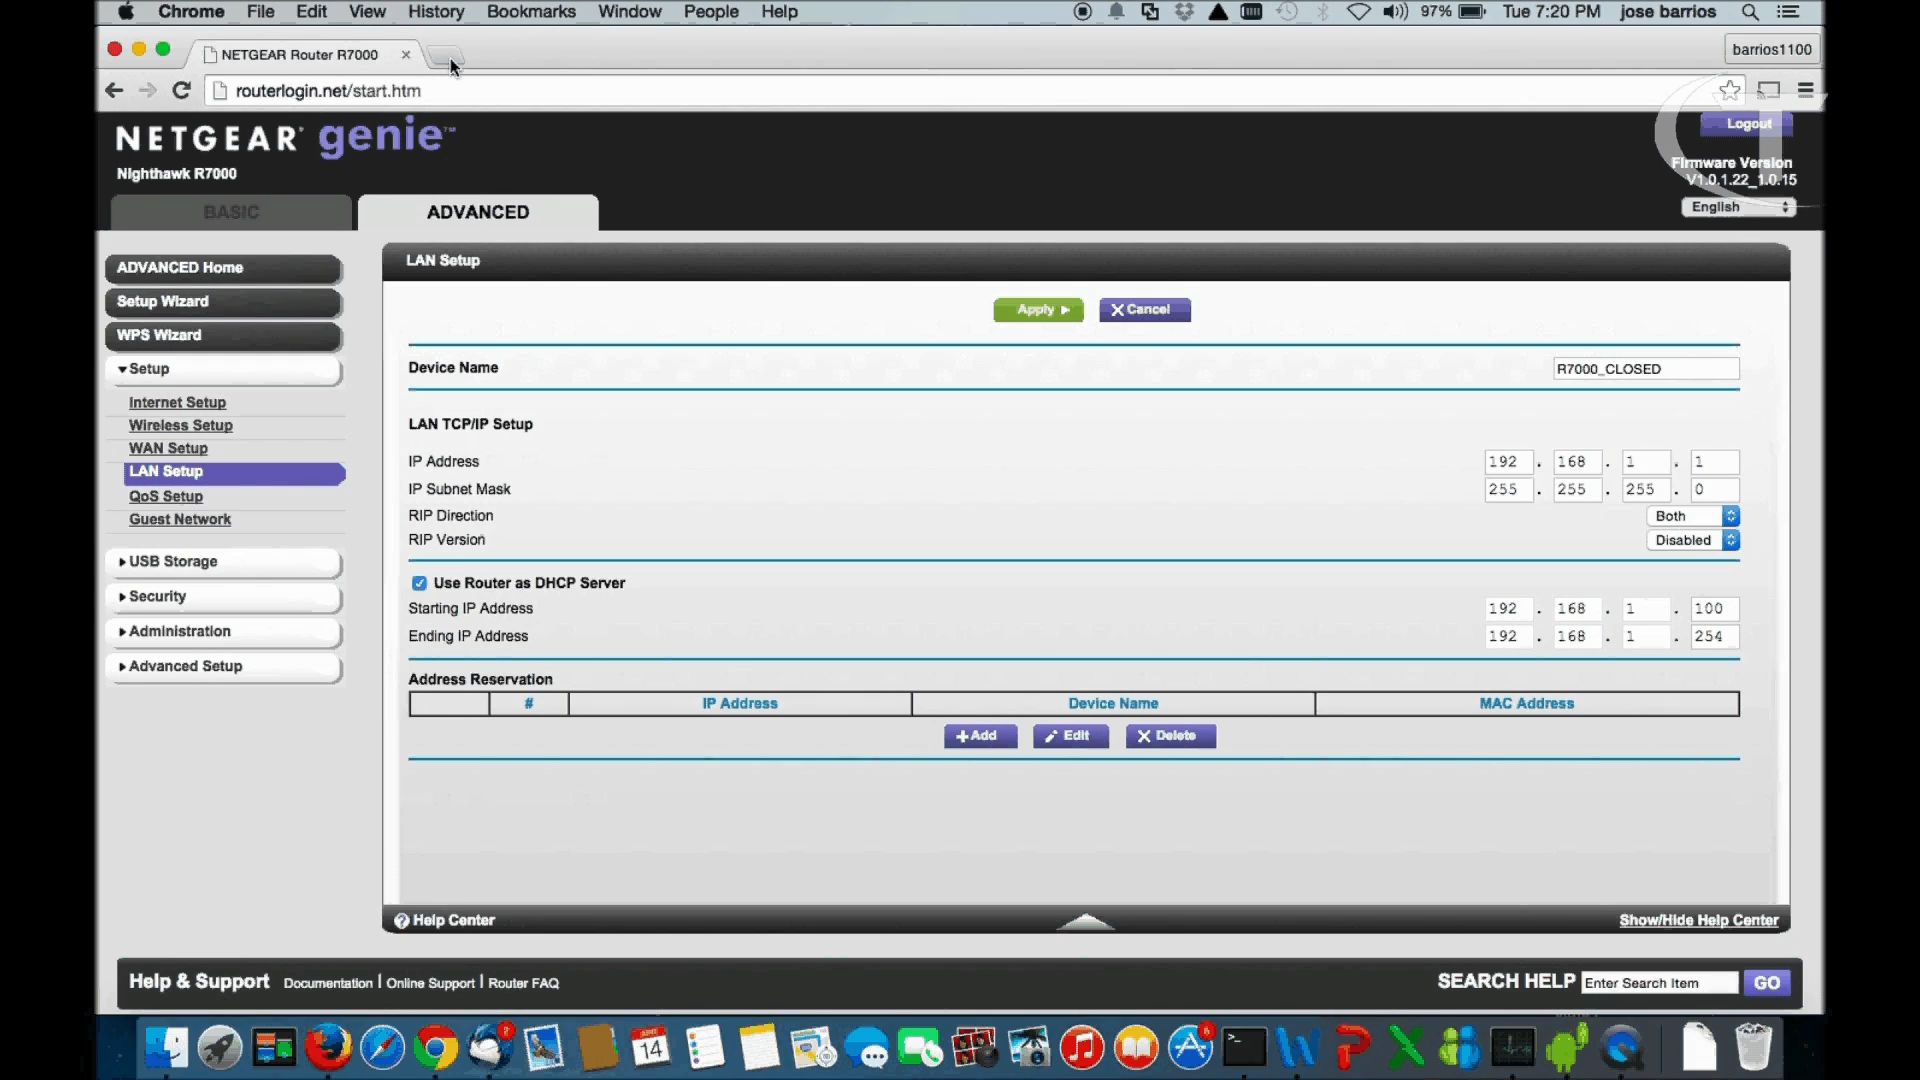 Chrome File Edit View History Bookmarks Window People Help 97% Tue 7:20 PM jose barrios
NETGEAR Router R7000 barrios1100
routerlogin.net/start.htm
NETGEAR® genie™
Logout
Nighthawk R7000
Firmware Version
V1.0.1.22_1.0.15
English
BASIC ADVANCED
ADVANCED Home
Setup Wizard
WPS Wizard
Setup
Internet Setup
Wireless Setup
WAN Setup
LAN Setup
QoS Setup
Guest Network
USB Storage
Security
Administration
Advanced Setup
LAN Setup
Apply Cancel
Device Name R7000_CLOSED
LAN TCP/IP Setup
IP Address 192 . 168 . 1 . 1
IP Subnet Mask 255 . 255 . 255 . 0
RIP Direction Both
RIP Version Disabled
Use Router as DHCP Server
Starting IP Address 192 . 168 . 1 . 100
Ending IP Address 192 . 168 . 1 . 254
Address Reservation
# IP Address Device Name MAC Address
Add Edit Delete
Help Center Show/Hide Help Center
Help & Support Documentation | Online Support | Router FAQ SEARCH HELP Enter Search Item GO
14